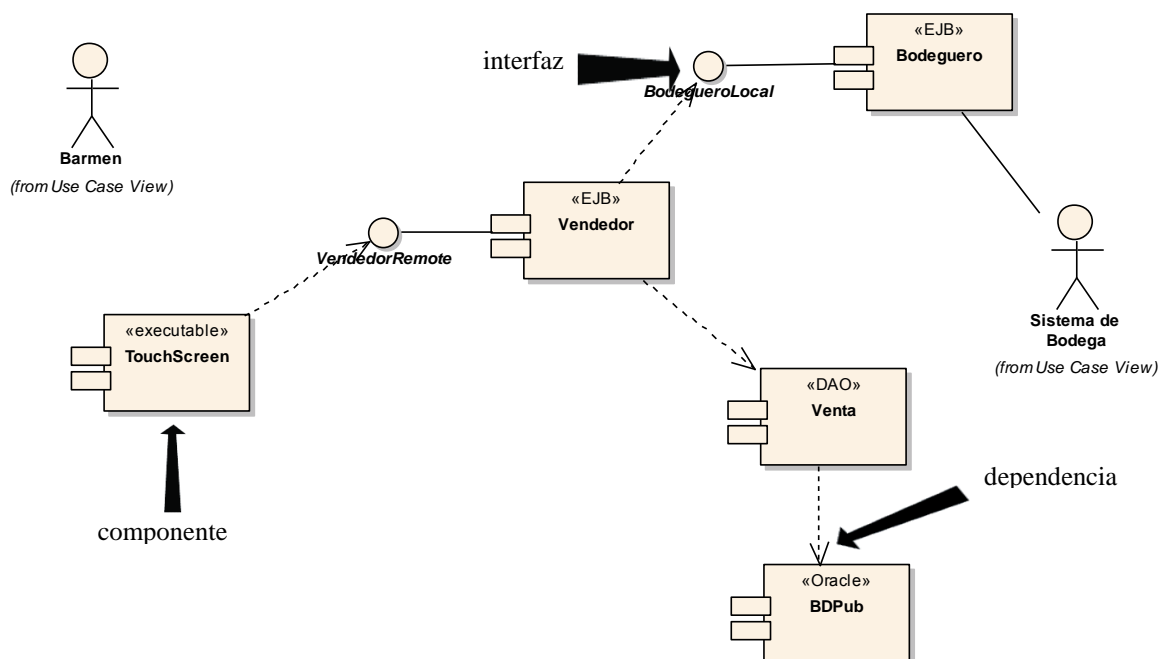 «EJB»
Bodeguero
interfaz
BodegueroLocal
Barmen
(from Use Case View)
«EJB»
Vendedor
VendedorRemote
Sistema de
Bodega
(from Use Case View)
«executable»
TouchScreen
«DAO»
Venta
dependencia
componente
«Oracle»
BDPub